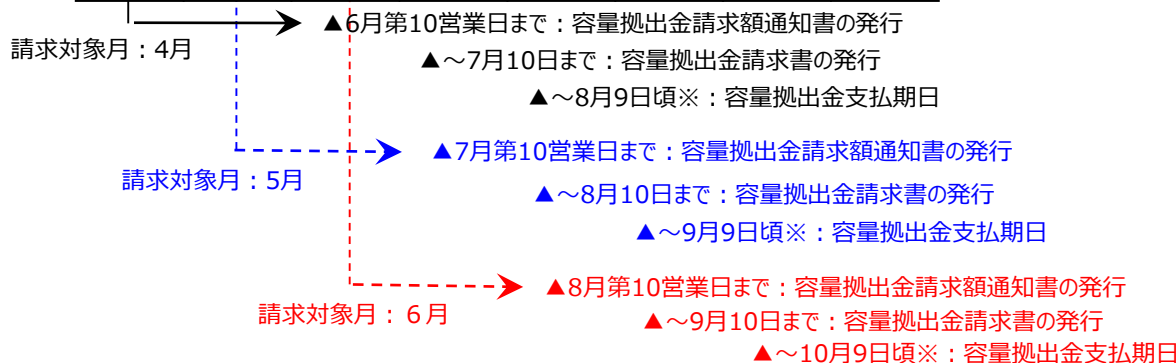 ▲6月第10営業日まで：容量拠出金請求額通知書の発行
請求対象月：4月
▲～7月10日まで：容量拠出金請求書の発行
▲～8月9日頃※：容量拠出金支払期日
▲7月第10営業日まで：容量拠出金請求額通知書の発行
請求対象月：5月
▲～8月10日まで：容量拠出金請求書の発行
▲～9月9日頃※：容量拠出金支払期日
▲8月第10営業日まで：容量拠出金請求額通知書の発行
請求対象月：６月
▲～9月10日まで：容量拠出金請求書の発行
▲～10月9日頃※：容量拠出金支払期日